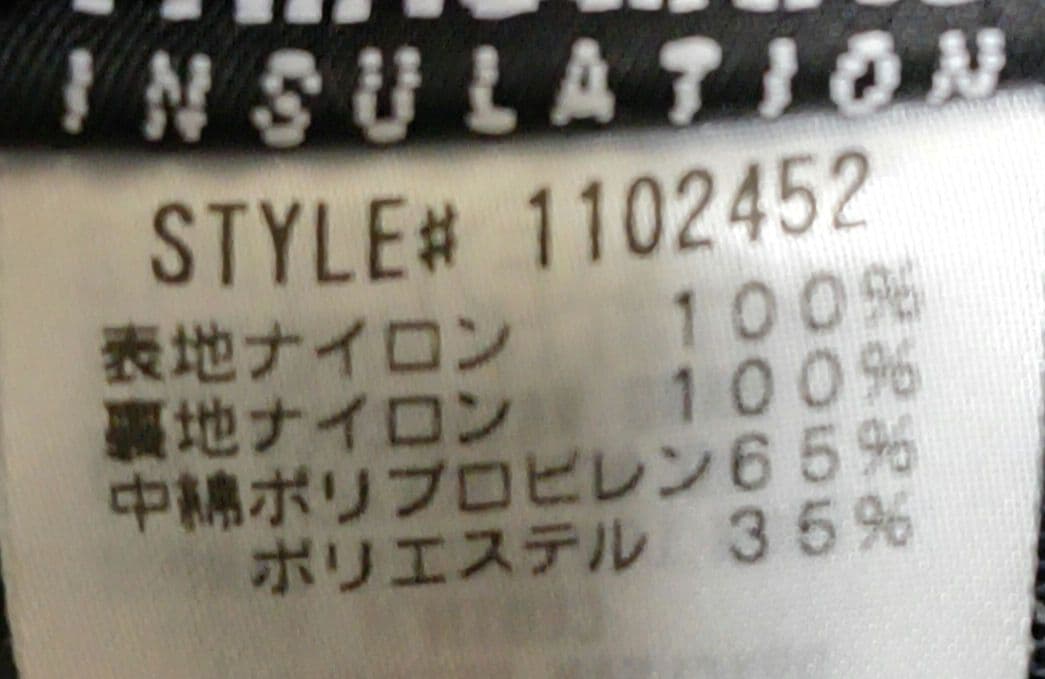 INSULATION
STYLE# 1102452
表地ナイロン 100%
裏地ナイロン 100%
中綿ポリプロピレン65%
ポリエステル 35%